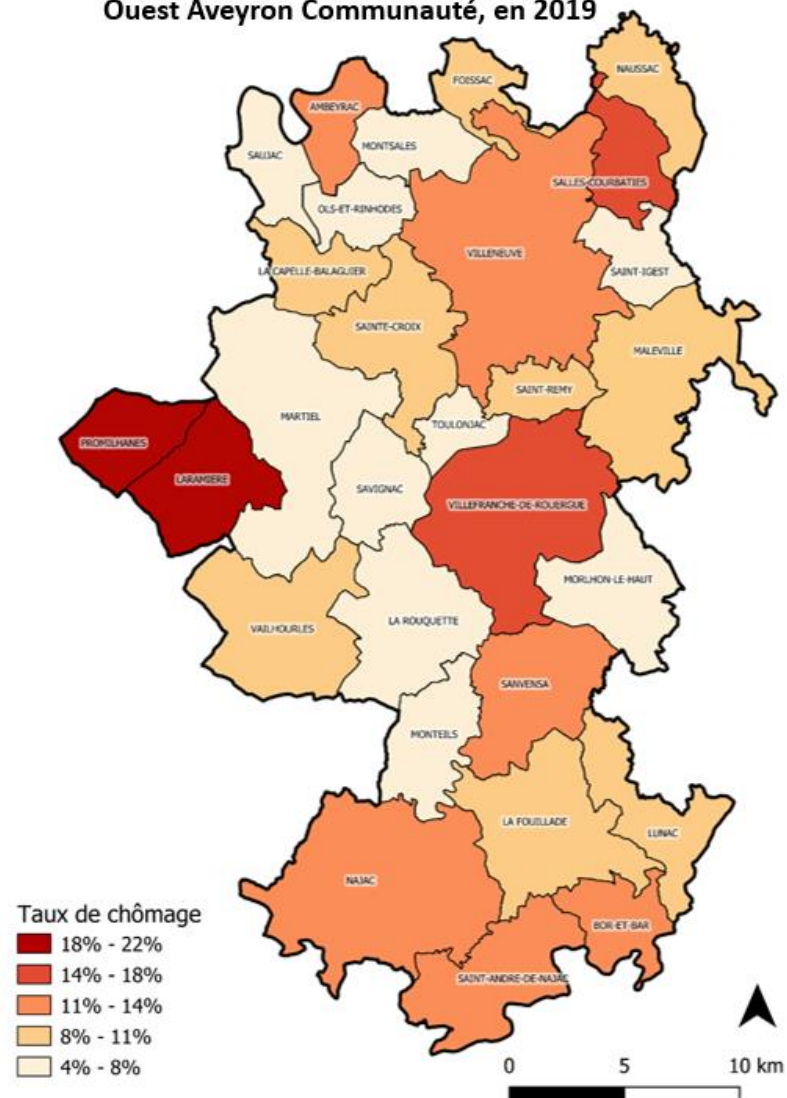 Ouest Aveyron Communauté, en 2019
NAUSSAC
FOISSAC
AMBEYRAC
MONTSALES
SAUJAC
SALLES-COURBATIES
OLS-ET-RINHODES
VILLENEUVE
LA CAPELLE-BALAGUIER
SAINT-IGEST
SAINTE-CROIX
MALEVILLE
SAINT-REMY
MARTIEL
TOULONJAC
PROMILHANES
LARAMIERE
SAVIGNAC
VILLEFRANCHE-DE-ROUERGUE
MORLHON-LE-HAUT
LA ROUQUETTE
VAILHOURLES
SANVENSA
MONTEILS
LA FOUILLADE
LUNAC
NAJAC
BOR-ET-BAR
SAINT-ANDRE-DE-NAJAC
Taux de chômage
18% - 22%
14% - 18%
11% - 14%
8% - 11%
4% - 8%
0 5 10 km